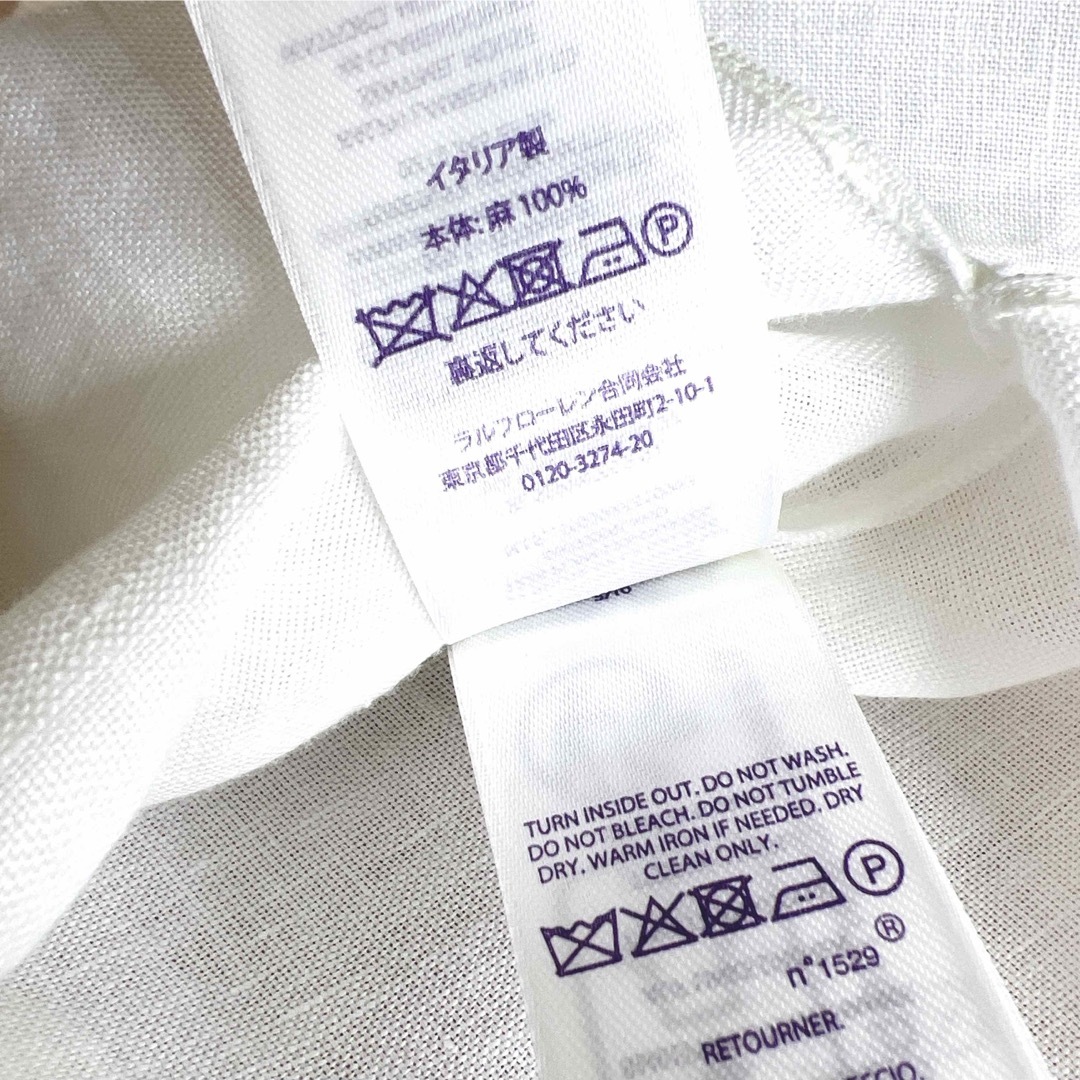 イタリア製
本体: 麻 100%
P
裏返してください
ラルフローレン合同会社
東京都千代田区永田町2-10-1
0120-3274-20
TURN INSIDE OUT. DO NOT WASH.
DO NOT BLEACH. DO NOT TUMBLE
DRY. WARM IRON IF NEEDED. DRY
CLEAN ONLY.
P
n°1529 ®
RETOURNER.